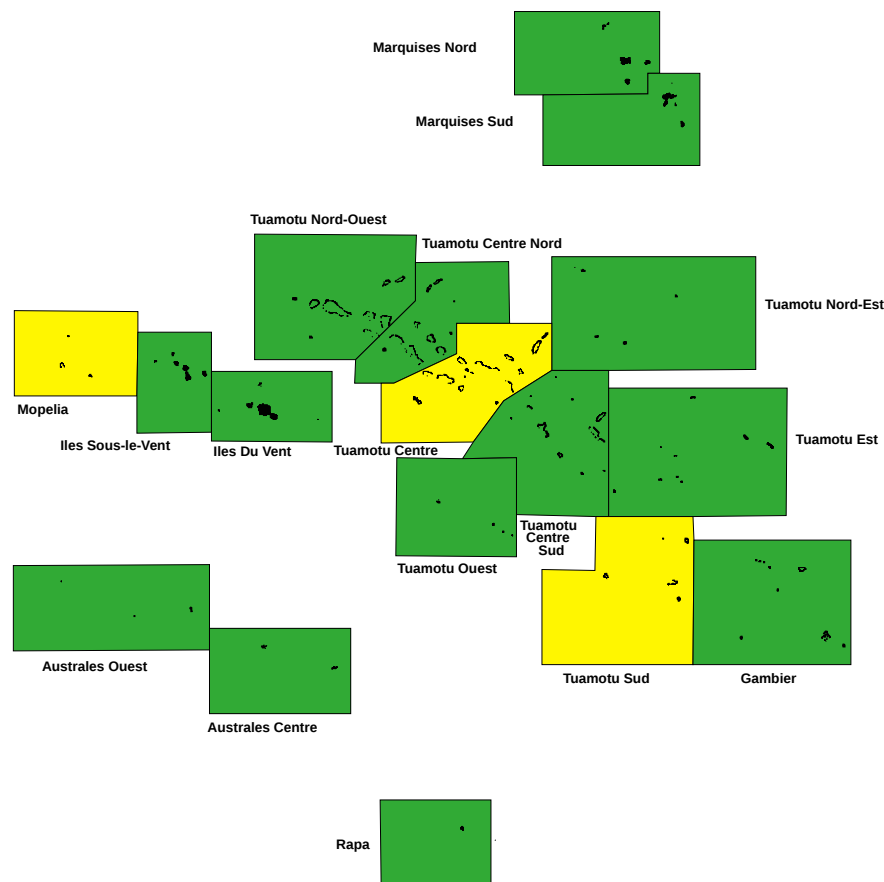 Marquises Nord
Marquises Sud
Tuamotu Nord-Ouest
Tuamotu Centre Nord
Tuamotu Nord-Est
Mopelia
Iles Sous-le-Vent
Iles Du Vent
Tuamotu Centre
Tuamotu Est
Tuamotu
Centre
Sud
Tuamotu Ouest
Australes Ouest
Tuamotu Sud
Gambier
Australes Centre
Rapa